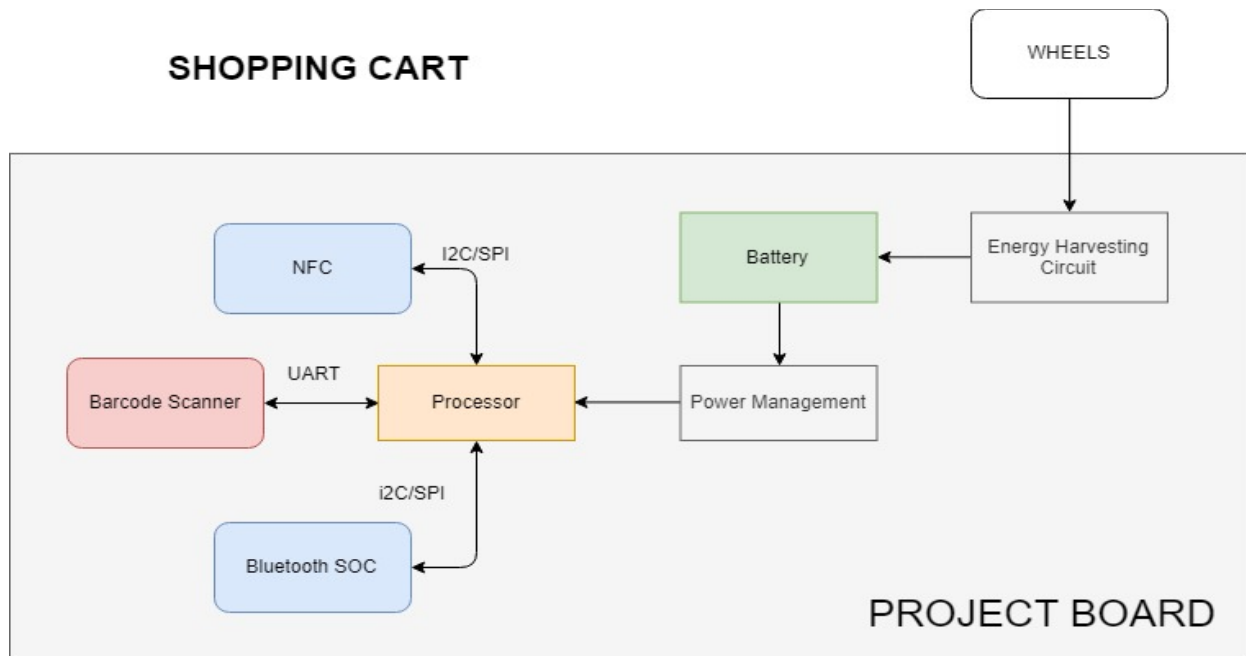 SHOPPING CART
WHEELS
NFC
I2C/SPI
Battery
Energy Harvesting
Circuit
Barcode Scanner
UART
Processor
Power Management
i2C/SPI
Bluetooth SOC
PROJECT BOARD